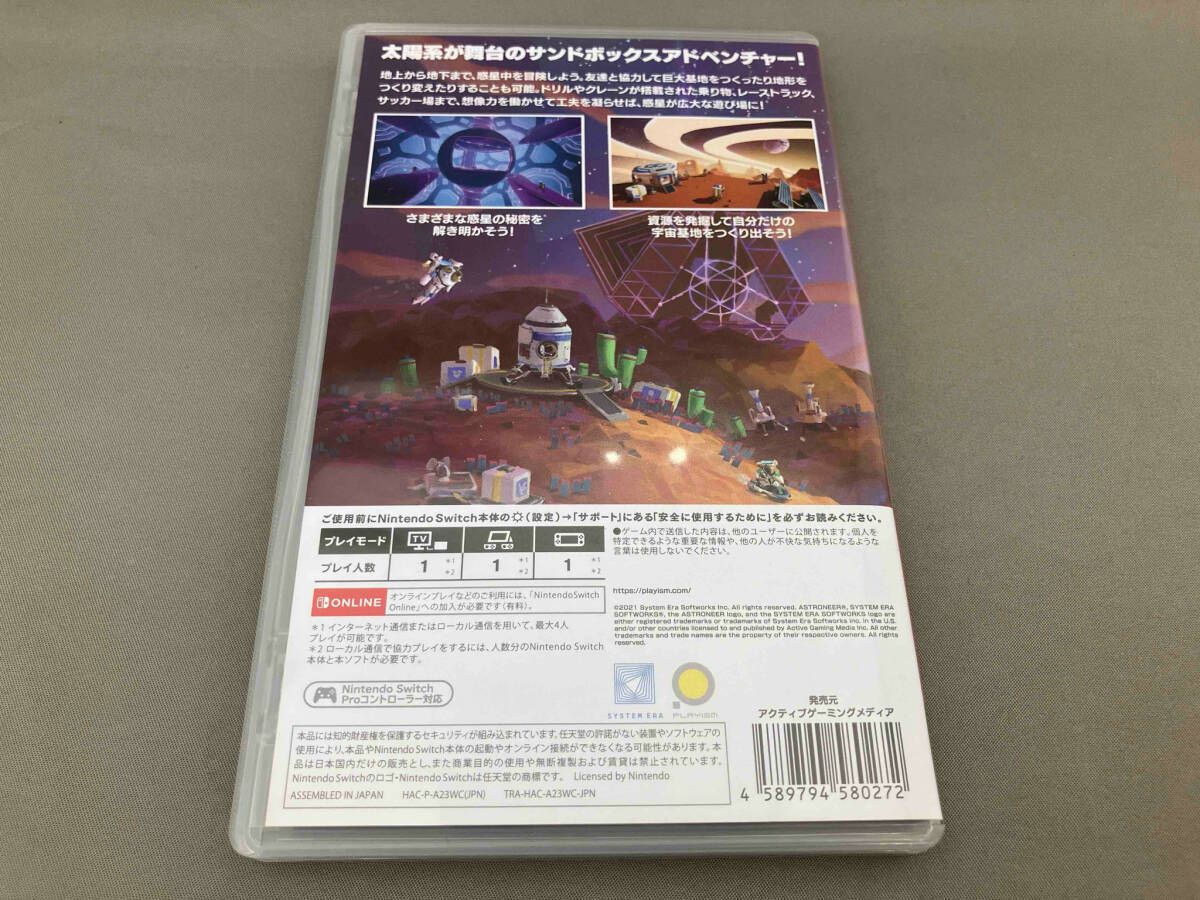 太陽系が舞台のサンドボックスアドベンチャー!
地上から地下まで、惑星中を冒険しよう。友達と協力して巨大基地をつくったり地形を
つくり変えたりすることも可能。ドリルやクレーンが搭載された乗り物、レーストラック、
サッカー場まで、想像力を働かせて工夫を凝らせば、惑星が広大な遊び場に!
さまざまな惑星の秘密を
解き明かそう!
資源を発掘して自分だけの
宇宙基地をつくり出そう!
ご使用前にNintendo Switch本体の(設定)→「サポート」にある「安全に使用するために」を必ずお読みください。
プレイモード
TV
プレイ人数
1 *1 *2
1 *1 *2
1 *1 *2
●ゲーム内で送信した内容は、他のユーザーに公開されます。個人を
特定できるような重要な情報や、他の人が不快な気持ちになるような
言葉は使用しないでください。
ONLINE
オンラインプレイなどのご利用には、「Nintendo Switch
Online」への加入が必要です(有料)。
*1 インターネット通信またはローカル通信を用いて、最大4人
プレイが可能です。
*2 ローカル通信で協力プレイをするには、人数分のNintendo Switch
本体と本ソフトが必要です。
https://playism.com/
©2021 System Era Softworks Inc. All rights reserved. ASTRONEER®, SYSTEM ERA
SOFTWORKS®, the ASTRONEER logo, and the SYSTEM ERA SOFTWORKS logo are
either registered trademarks or trademarks of System Era Softworks Inc. in the U.S.
and/or other countries licensed to and published by Active Gaming Media Inc. All other
trademarks and trade names are the property of their respective owners. All rights
reserved.
Nintendo Switch
Proコントローラー対応
SYSTEM ERA
PLAYISM
発売元
アクティブゲーミングメディア
本品には知的財産権を保護するセキュリティが組み込まれています。任天堂の許諾がない装置やソフトウェアの
使用により、本品やNintendo Switch本体の起動やオンライン接続ができなくなる可能性があります。本
品は日本国内だけの販売とし、また商業目的の使用や無断複製および賃貸は禁止されています。
Nintendo Switchのロゴ・Nintendo Switchは任天堂の商標です。 Licensed by Nintendo
ASSEMBLED IN JAPAN HAC-P-A23WC(JPN) TRA-HAC-A23WC-JPN
4 589794 580272